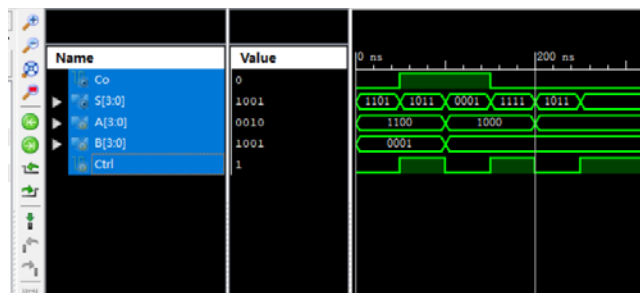 Name Value
0 ns 200 ns
Co 0
S[3:0] 1001 1101 1011 0001 1111 1011
A[3:0] 0010 1100 1000
B[3:0] 1001 0001
Ctrl 1